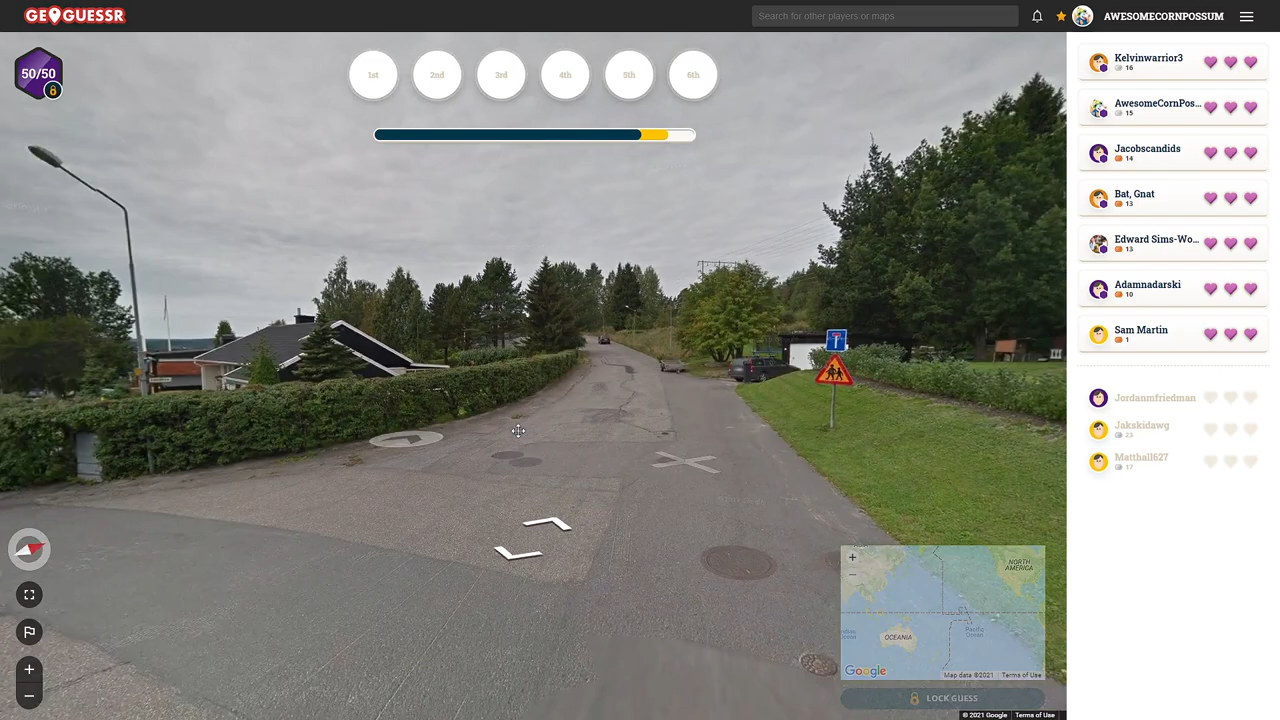 GEOGUESSR
Search for other players or maps
AWESOMECORNPOSSUM
50/50
1st
2nd
3rd
4th
5th
6th
Kelvinwarrior3
16
AwesomeCornPos...
15
Jacobscandids
14
Bat, Gnat
13
Edward Sims-Wo...
13
Adamnadarski
10
Sam Martin
1
Jordanmfriedman
Jakskidawg
23
Matthall627
17
NORTH
AMERICA
OCEANIA
Pacific
Ocean
Google
Map data ©2021
Terms of Use
LOCK GUESS
© 2021 Google
Terms of Use